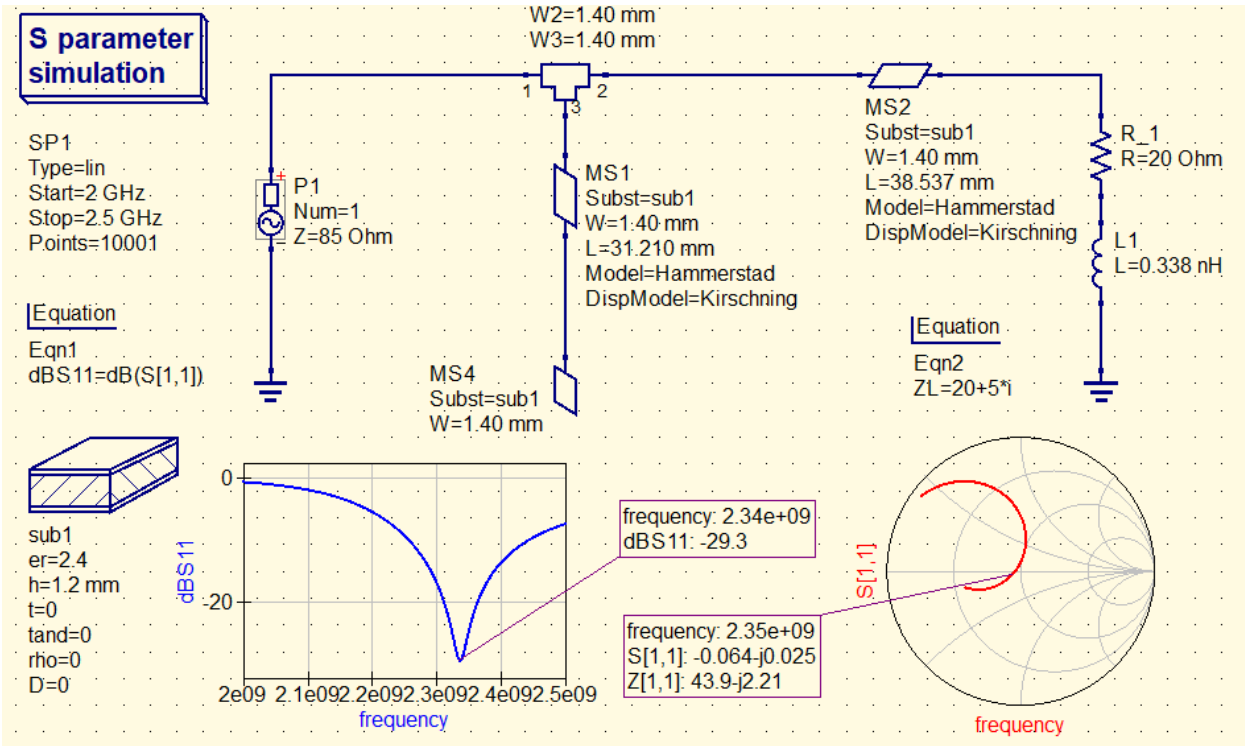 S parameter
simulation
SP1
Type=lin
Start=2 GHz
Stop=2.5 GHz
Points=10001
Equation
Eqn1
dBS11=dB(S[1,1])
W2=1.40 mm
W3=1.40 mm
1
2
3
P1
Num=1
Z=85 Ohm
MS1
Subst=sub1
W=1.40 mm
L=31.210 mm
Model=Hammerstad
DispModel=Kirschning
MS2
Subst=sub1
W=1.40 mm
L=38.537 mm
Model=Hammerstad
DispModel=Kirschning
R_1
R=20 Ohm
L1
L=0.338 nH
Equation
Eqn2
ZL=20+5*i
MS4
Subst=sub1
W=1.40 mm
sub1
er=2.4
h=1.2 mm
t=0
tand=0
rho=0
D=0
dBS11
0
-20
2e09 2.1e09 2.2e09 2.3e09 2.4e09 2.5e09
frequency
frequency: 2.34e+09
dBS11: -29.3
frequency: 2.35e+09
S[1,1]: -0.064-j0.025
Z[1,1]: 43.9-j2.21
S[1,1]
frequency